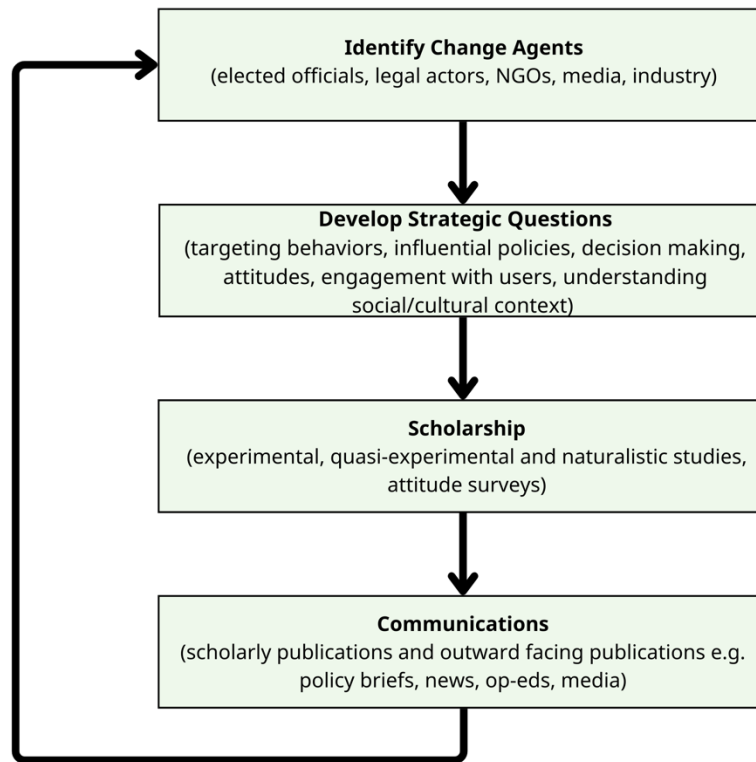 Identify Change Agents
(elected officials, legal actors, NGOs, media, industry)
Develop Strategic Questions
(targeting behaviors, influential policies, decision making,
attitudes, engagement with users, understanding
social/cultural context)
Scholarship
(experimental, quasi-experimental and naturalistic studies,
attitude surveys)
Communications
(scholarly publications and outward facing publications e.g.
policy briefs, news, op-eds, media)